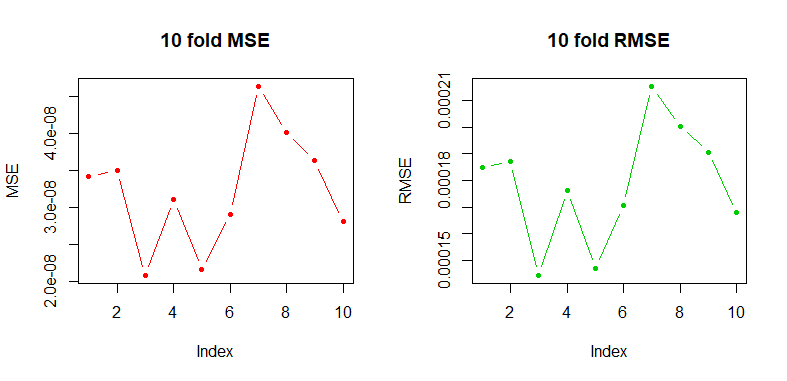 10 fold MSE
MSE
4.0e-08
3.0e-08
2.0e-08
2 4 6 8 10
Index
10 fold RMSE
RMSE
0.00021
0.00018
0.00015
2 4 6 8 10
Index